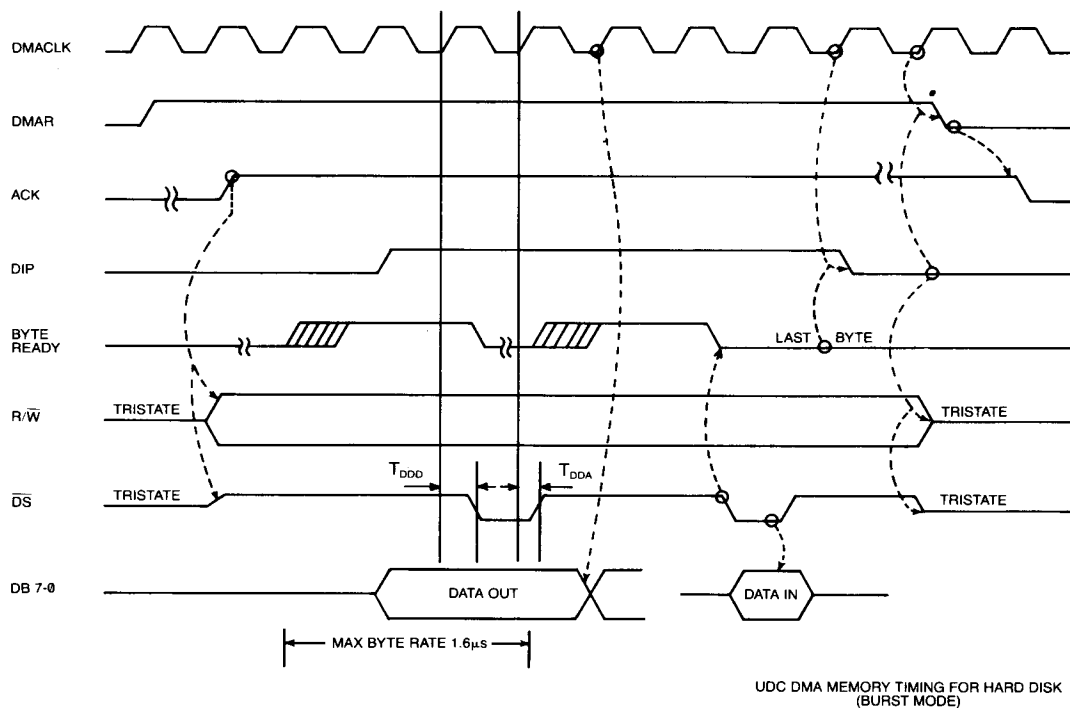 DMACLK
DMAR
ACK
DIP
BYTE
READY
LAST BYTE
R/W̅
TRISTATE
TRISTATE
T_DDD
T_DDA
D̅S̅
TRISTATE
TRISTATE
DB 7-0
DATA OUT
DATA IN
MAX BYTE RATE 1.6μs
UDC DMA MEMORY TIMING FOR HARD DISK
(BURST MODE)